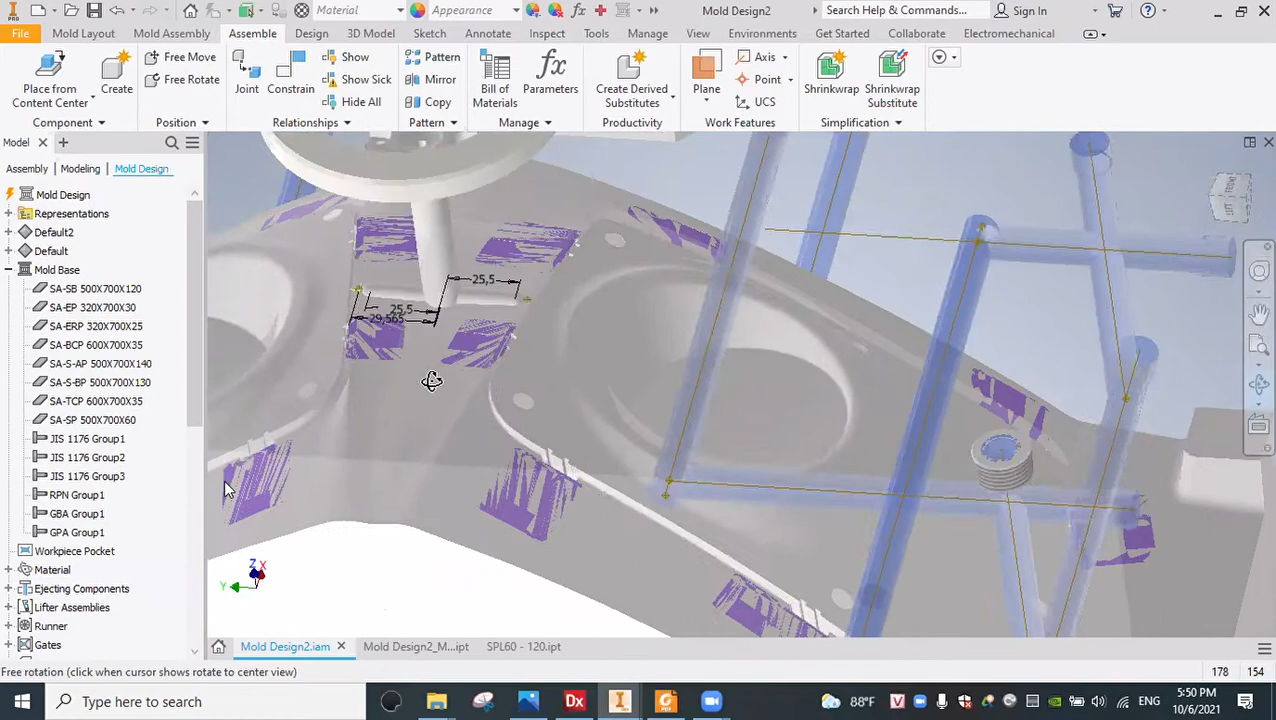 Material
Appearance
Mold Design2
Search Help & Commands...
Sign In
File
Mold Layout
Mold Assembly
Assemble
Design
3D Model
Sketch
Annotate
Inspect
Tools
Manage
View
Environments
Get Started
Collaborate
Electromechanical
Place from
Content Center
Create
Free Move
Free Rotate
Joint
Constrain
Show
Show Sick
Hide All
Pattern
Mirror
Copy
Bill of
Materials
Parameters
Create Derived
Substitutes
Plane
Axis
Point
UCS
Shrinkwrap
Shrinkwrap
Substitute
Component
Position
Relationships
Pattern
Manage
Productivity
Work Features
Simplification
Model
Assembly
Modeling
Mold Design
Mold Design
Representations
Default2
Default
Mold Base
SA-SB 500X700X120
SA-EP 320X700X30
SA-ERP 320X700X25
SA-BCP 600X700X35
SA-S-AP 500X700X140
SA-S-BP 500X700X130
SA-TCP 600X700X35
SA-SP 500X700X60
JIS 1176 Group1
JIS 1176 Group2
JIS 1176 Group3
RPN Group1
GBA Group1
GPA Group1
Workpiece Pocket
Material
Ejecting Components
Lifter Assemblies
Runner
Gates
25,5
25,5
29,565
Z
X
Y
Mold Design2.iam
Mold Design2_M...ipt
SPL60 - 120.ipt
Free rotation (click when cursor shows rotate to center view)
178
154
Type here to search
88°F
ENG
5:50 PM
10/6/2021